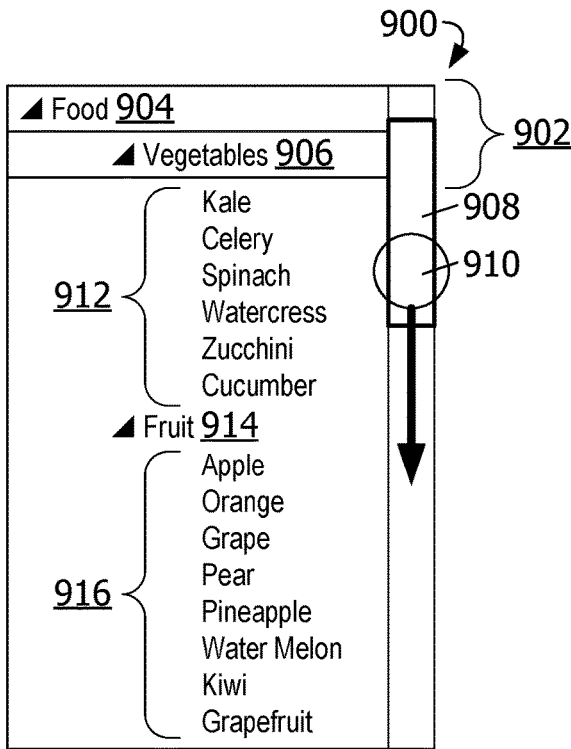 900
Food 904
902
Vegetables 906
908
Kale
Celery
910
Spinach
912
Watercress
Zucchini
Cucumber
Fruit 914
Apple
Orange
Grape
Pear
916
Pineapple
Water Melon
Kiwi
Grapefruit